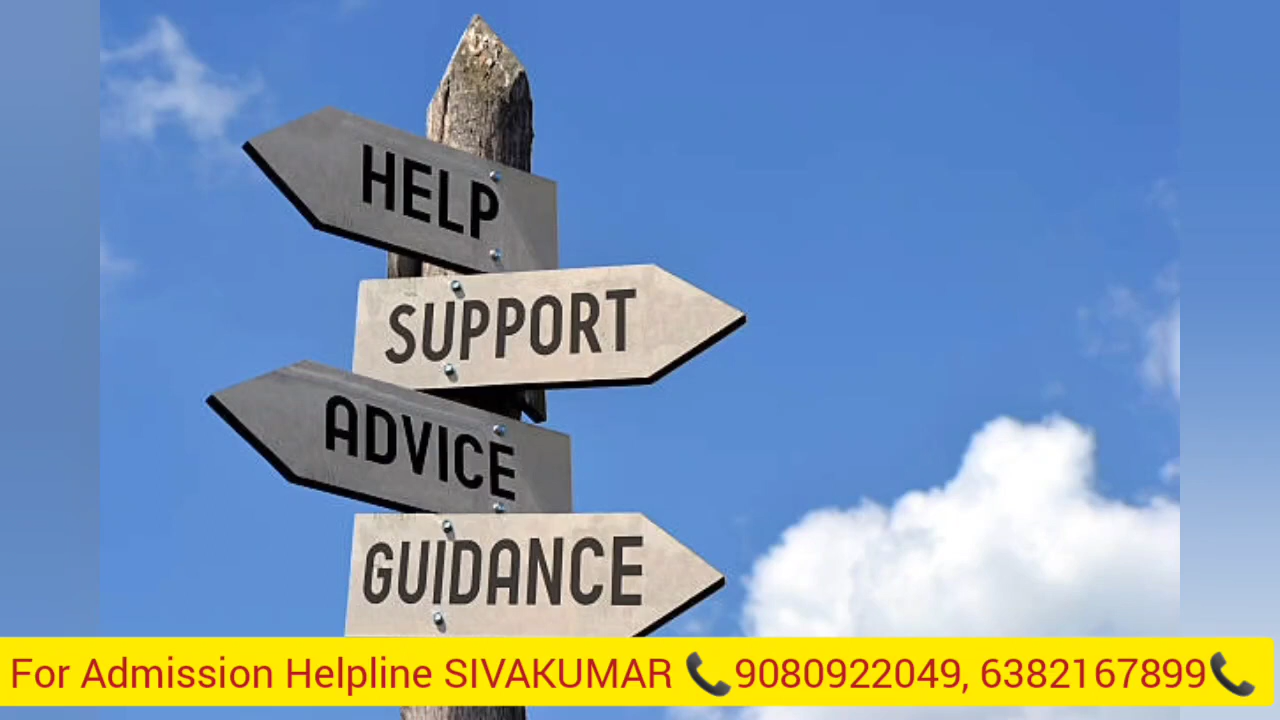 HELP
SUPPORT
ADVICE
GUIDANCE
For Admission Helpline SIVAKUMAR 📞9080922049, 6382167899📞